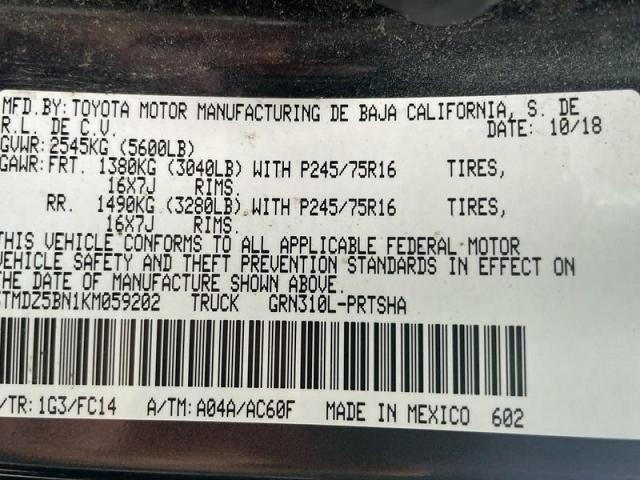 MFD.BY: TOYOTA MOTOR MANUFACTURING DE BAJA CALIFORNIA, S. DE
R.L. DE C.V. DATE: 10/18
GVWR: 2545KG (5600LB)
GAWR: FRT. 1380KG (3040LB) WITH P245/75R16 TIRES,
16X7J RIMS.
RR. 1490KG (3280LB) WITH P245/75R16 TIRES,
16X7J RIMS.
THIS VEHICLE CONFORMS TO ALL APPLICABLE FEDERAL MOTOR
VEHICLE SAFETY AND THEFT PREVENTION STANDARDS IN EFFECT ON
THE DATE OF MANUFACTURE SHOWN ABOVE.
TMDZ5BN1KM059202 TRUCK GRN310L-PRTSHA
/TR: 1G3/FC14 A/TM: A04A/AC60F MADE IN MEXICO 602